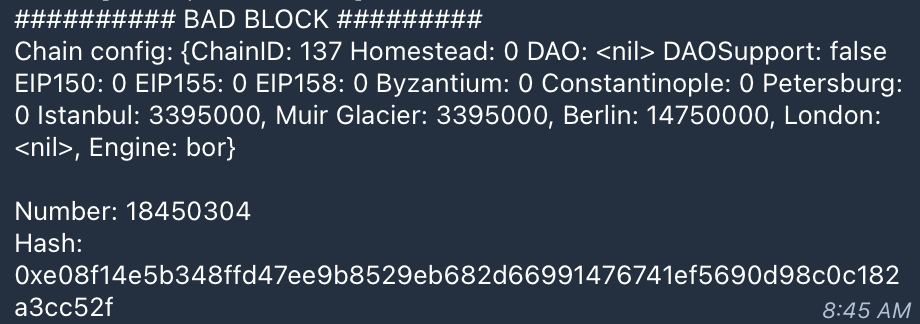 ########## BAD BLOCK #########
Chain config: {ChainID: 137 Homestead: 0 DAO: <nil> DAOSupport: false
EIP150: 0 EIP155: 0 EIP158: 0 Byzantium: 0 Constantinople: 0 Petersburg:
0 Istanbul: 3395000, Muir Glacier: 3395000, Berlin: 14750000, London:
<nil>, Engine: bor}

Number: 18450304
Hash:
0xe08f14e5b348ffd47ee9b8529eb682d66991476741ef5690d98c0c182
a3cc52f
8:45 AM